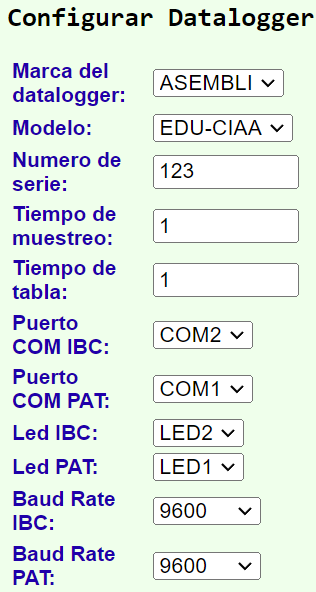 Configurar Datalogger
Marca del
datalogger:
ASEMBLI
Modelo:
EDU-CIAA
Numero de
serie:
123
Tiempo de
muestreo:
1
Tiempo de
tabla:
1
Puerto
COM IBC:
COM2
Puerto
COM PAT:
COM1
Led IBC:
LED2
Led PAT:
LED1
Baud Rate
IBC:
9600
Baud Rate
PAT:
9600